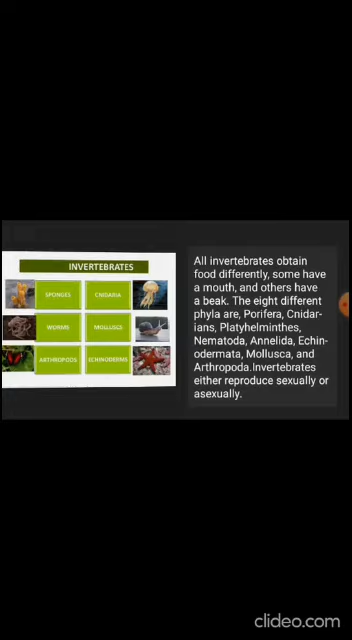 INVERTEBRATES
SPONGES
CNIDARIA
WORMS
MOLLUSCS
ARTHROPODS
ECHINODERMS
All invertebrates obtain
food differently, some have
a mouth, and others have
a beak. The eight different
phyla are, Porifera, Cnidar-
ians, Platyhelminthes,
Nematoda, Annelida, Echin-
odermata, Mollusca, and
Arthropoda.Invertebrates
either reproduce sexually or
asexually.
clideo.com